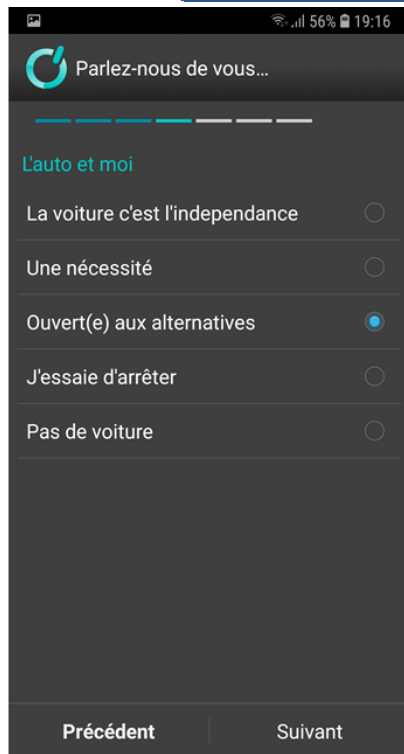 56% 19:16
Parlez-nous de vous…
L'auto et moi
La voiture c'est l'independance
Une nécessité
Ouvert(e) aux alternatives
J'essaie d'arrêter
Pas de voiture
Précédent Suivant